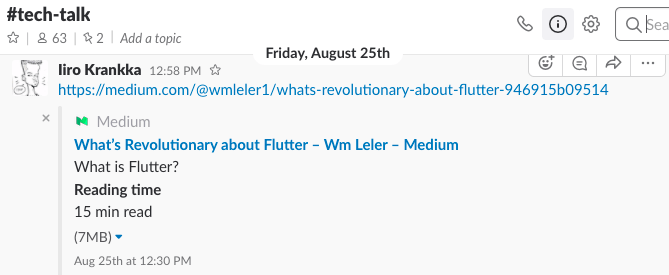 #tech-talk
63 2 Add a topic
Sea
Friday, August 25th
Iiro Krankka 12:58 PM
https://medium.com/@wmleler1/whats-revolutionary-about-flutter-946915b09514
Medium
What's Revolutionary about Flutter – Wm Leler – Medium
What is Flutter?
Reading time
15 min read
(7MB)
Aug 25th at 12:30 PM